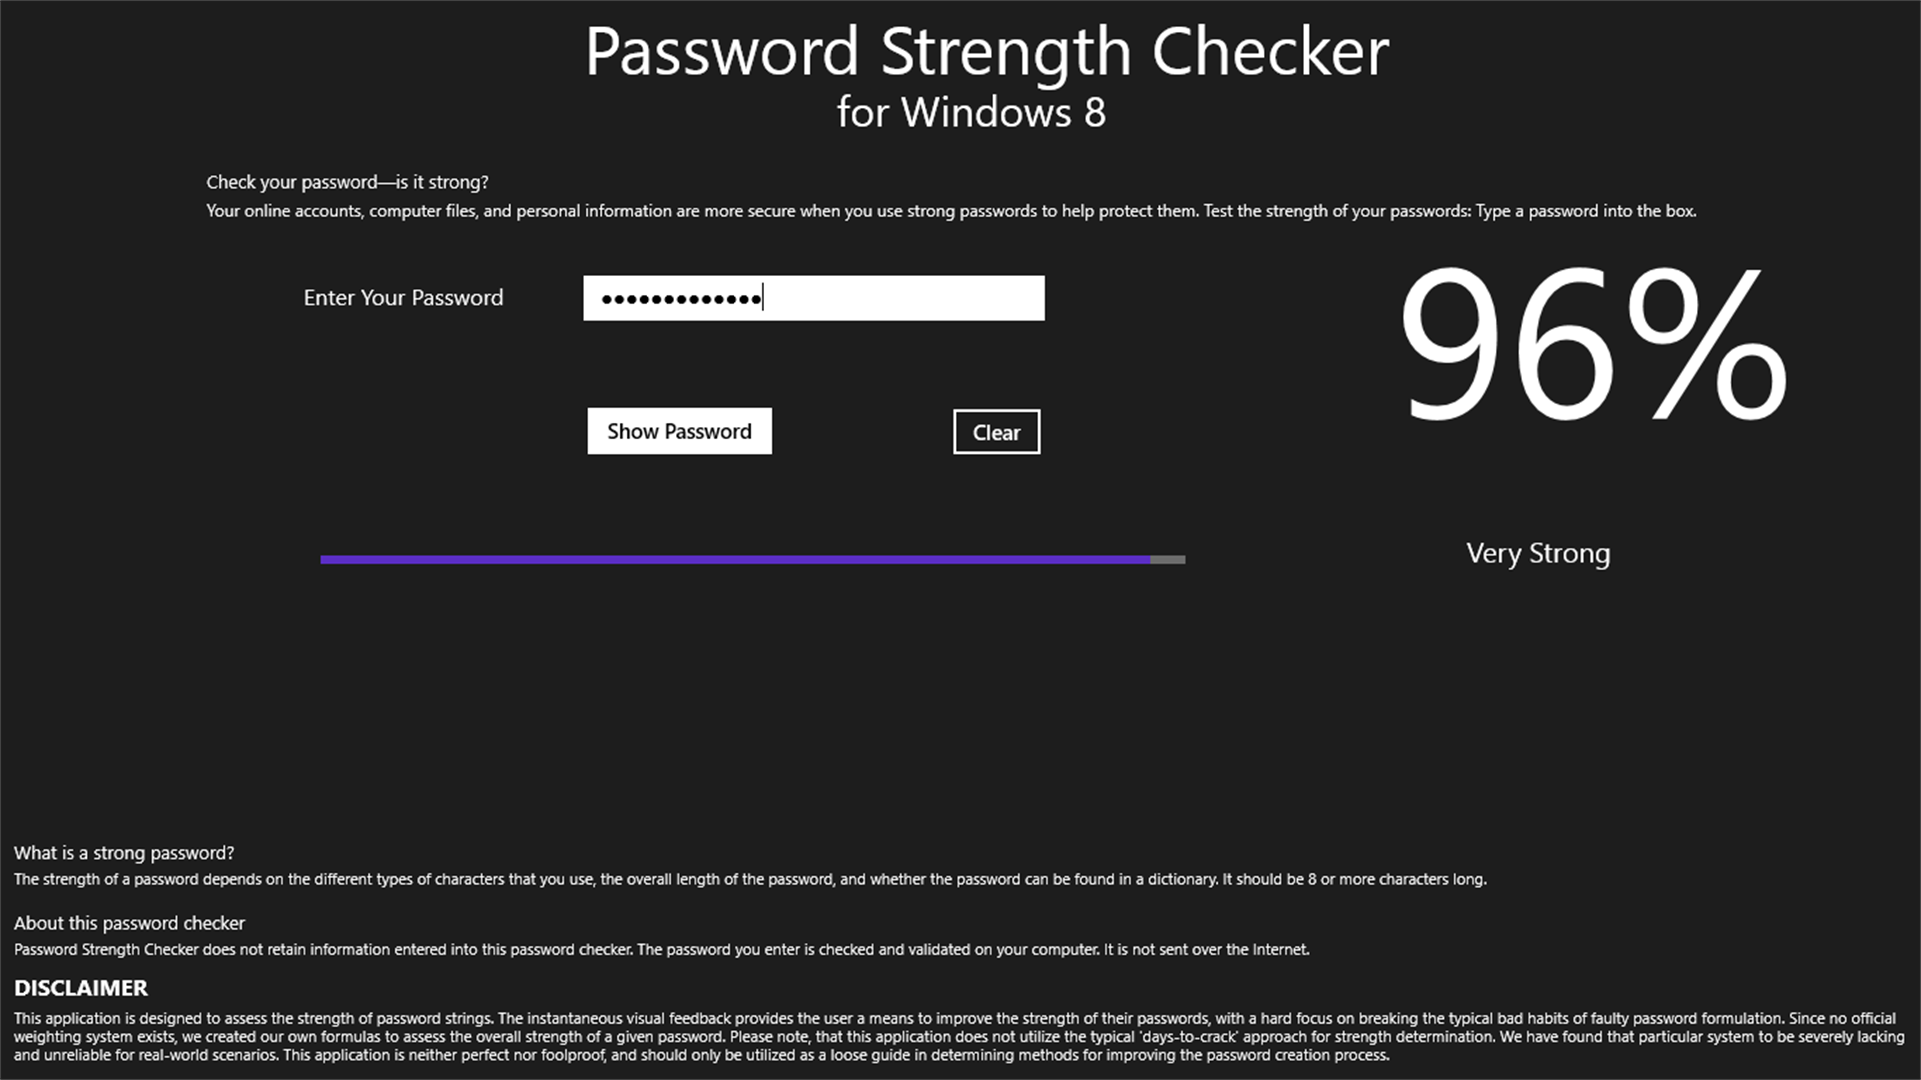 Password Strength Checker
for Windows 8
Check your password—is it strong?
Your online accounts, computer files, and personal information are more secure when you use strong passwords to help protect them. Test the strength of your passwords: Type a password into the box.
Enter Your Password
●●●●●●●●●●●●●
96%
Show Password
Clear
Very Strong
What is a strong password?
The strength of a password depends on the different types of characters that you use, the overall length of the password, and whether the password can be found in a dictionary. It should be 8 or more characters long.
About this password checker
Password Strength Checker does not retain information entered into this password checker. The password you enter is checked and validated on your computer. It is not sent over the Internet.
DISCLAIMER
This application is designed to assess the strength of password strings. The instantaneous visual feedback provides the user a means to improve the strength of their passwords, with a hard focus on breaking the typical bad habits of faulty password formulation. Since no official
weighting system exists, we created our own formulas to assess the overall strength of a given password. Please note, that this application does not utilize the typical 'days-to-crack' approach for strength determination. We have found that particular system to be severely lacking
and unreliable for real-world scenarios. This application is neither perfect nor foolproof, and should only be utilized as a loose guide in determining methods for improving the password creation process.